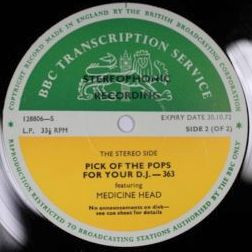 COPYRIGHT RECORD MADE IN ENGLAND BY THE BRITISH BROADCASTING CORPORATION
BBC TRANSCRIPTION SERVICE
STEREOPHONIC
RECORDING
128806—S
EXPIRY DATE 30.10.72
L.P. 33⅓ RPM
SIDE 2 (OF 2)
THE STEREO SIDE
PICK OF THE POPS
FOR YOUR D.J.—363
featuring
MEDICINE HEAD
No announcements on disk—
see cue sheet for details
REPRODUCTION RESTRICTED TO BROADCASTING STATIONS AUTHORISED BY THE BBC ONLY